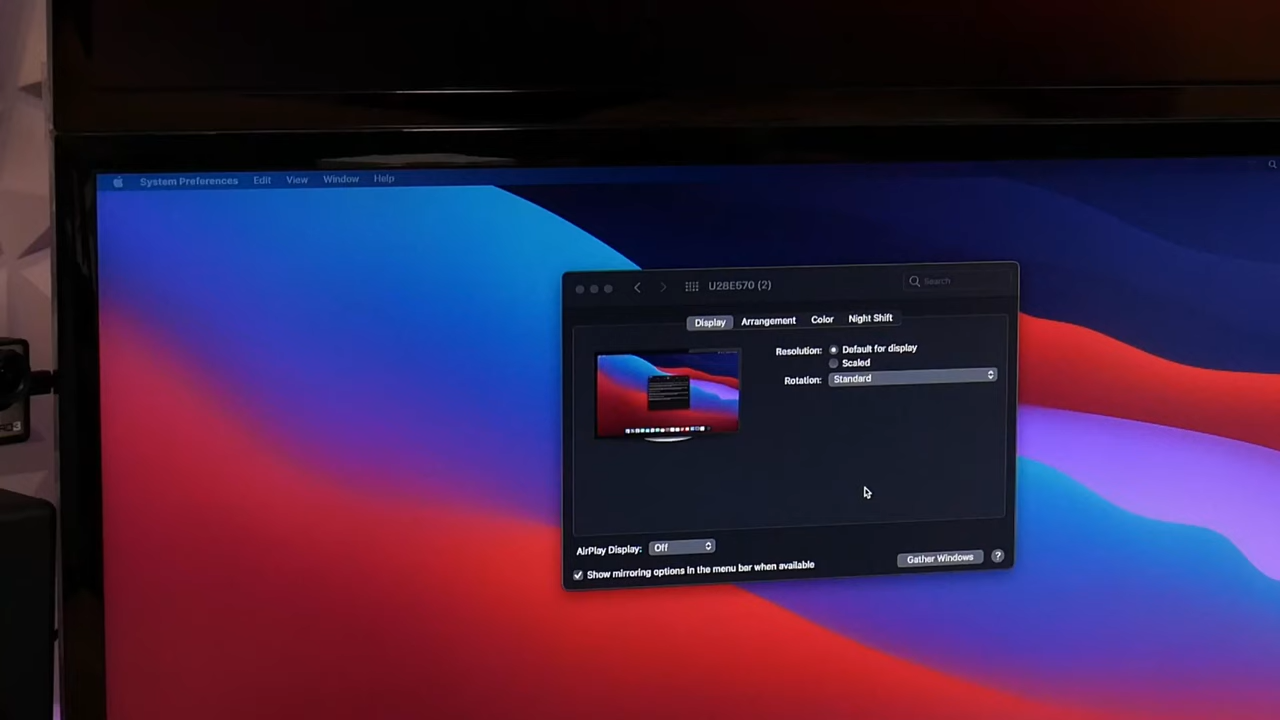 System Preferences Edit View Window Help
U28E570 (2)
Search
Display Arrangement Color Night Shift
Resolution: Default for display
Scaled
Rotation: Standard
AirPlay Display: Off
Show mirroring options in the menu bar when available
Gather Windows ?